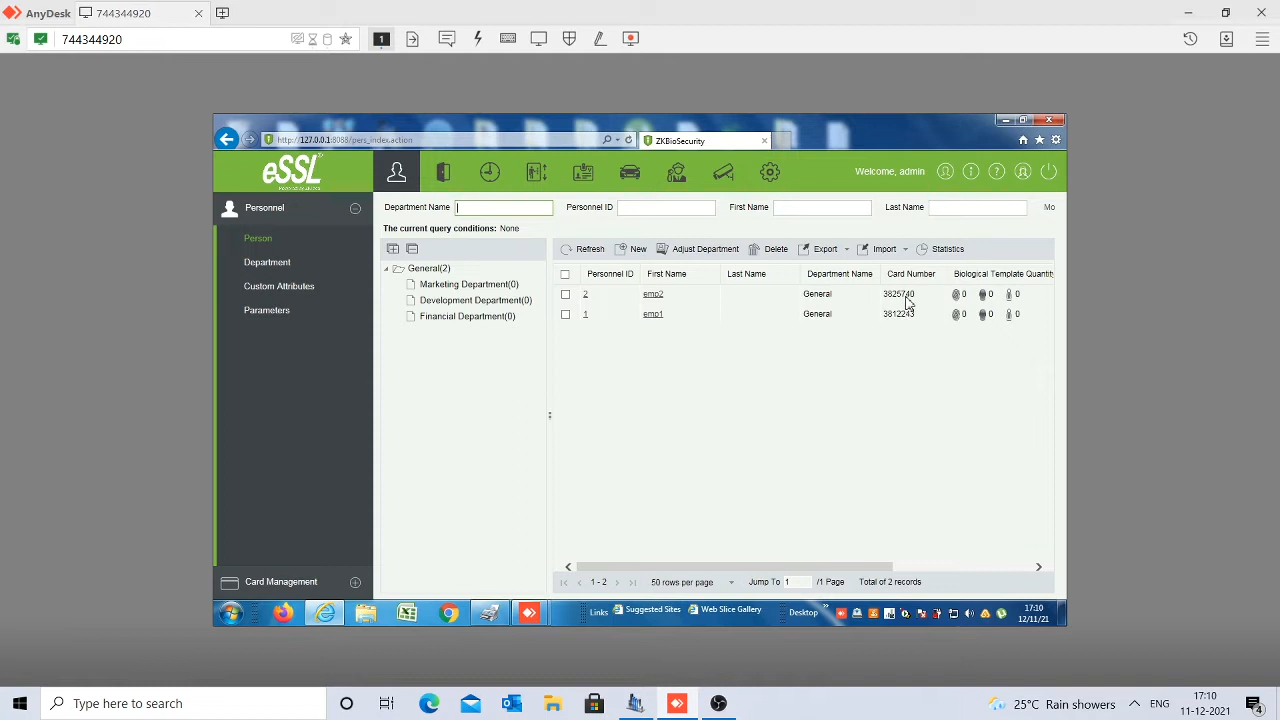 AnyDesk
744344920
744344920
1
http://127.0.0.1:8088/pers_index.action
ZKBioSecurity
eSSL
Welcome, admin
Personnel
Person
Department
Custom Attributes
Parameters
Card Management
Department Name
Personnel ID
First Name
Last Name
Mo
The current query conditions: None
General(2)
Marketing Department(0)
Development Department(0)
Financial Department(0)
Refresh New Adjust Department Delete Export Import Statistics
Personnel ID First Name Last Name Department Name Card Number Biological Template Quantity
2 emp2 General 3825740 0 0 0
1 emp1 General 3812243 0 0 0
1 - 2 50 rows per page Jump To 1 /1 Page Total of 2 records
Links Suggested Sites Web Slice Gallery Desktop
17:10
12/11/21
Type here to search
25°C Rain showers
ENG
17:10
11-12-2021
4